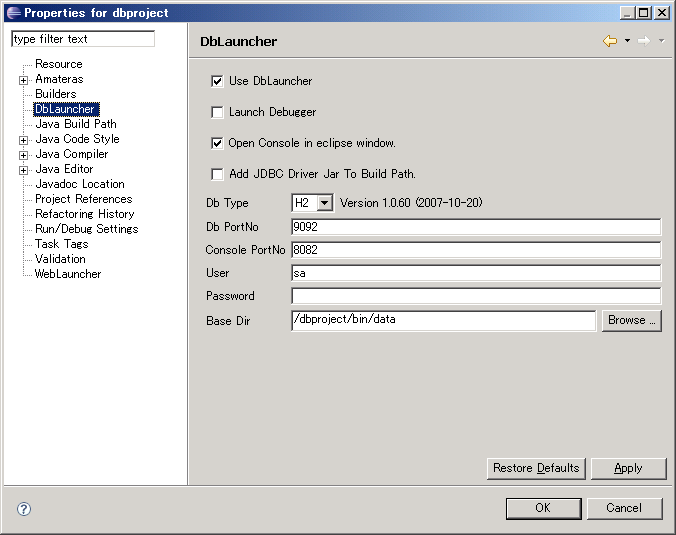 Properties for dbproject
type filter text
Resource
Amateras
Builders
DbLauncher
Java Build Path
Java Code Style
Java Compiler
Java Editor
Javadoc Location
Project References
Refactoring History
Run/Debug Settings
Task Tags
Validation
WebLauncher
DbLauncher
Use DbLauncher
Launch Debugger
Open Console in eclipse window.
Add JDBC Driver Jar To Build Path.
Db Type H2 Version 1.0.60 (2007-10-20)
Db PortNo 9092
Console PortNo 8082
User sa
Password
Base Dir /dbproject/bin/data Browse ...
Restore Defaults Apply
OK Cancel